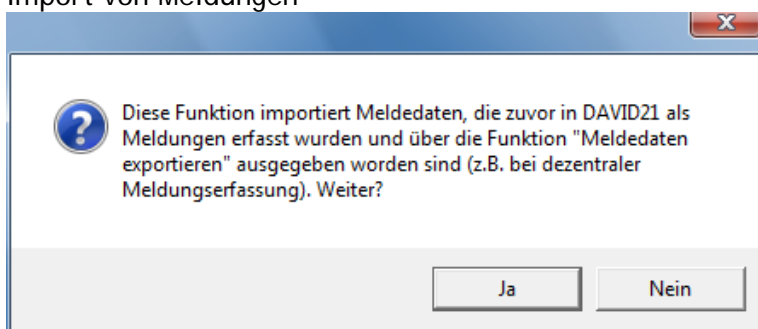 Import von Meldungen
Diese Funktion importiert Meldedaten, die zuvor in DAVID21 als
Meldungen erfasst wurden und über die Funktion "Meldedaten
exportieren" ausgegeben worden sind (z.B. bei dezentraler
Meldungserfassung). Weiter?
Ja
Nein